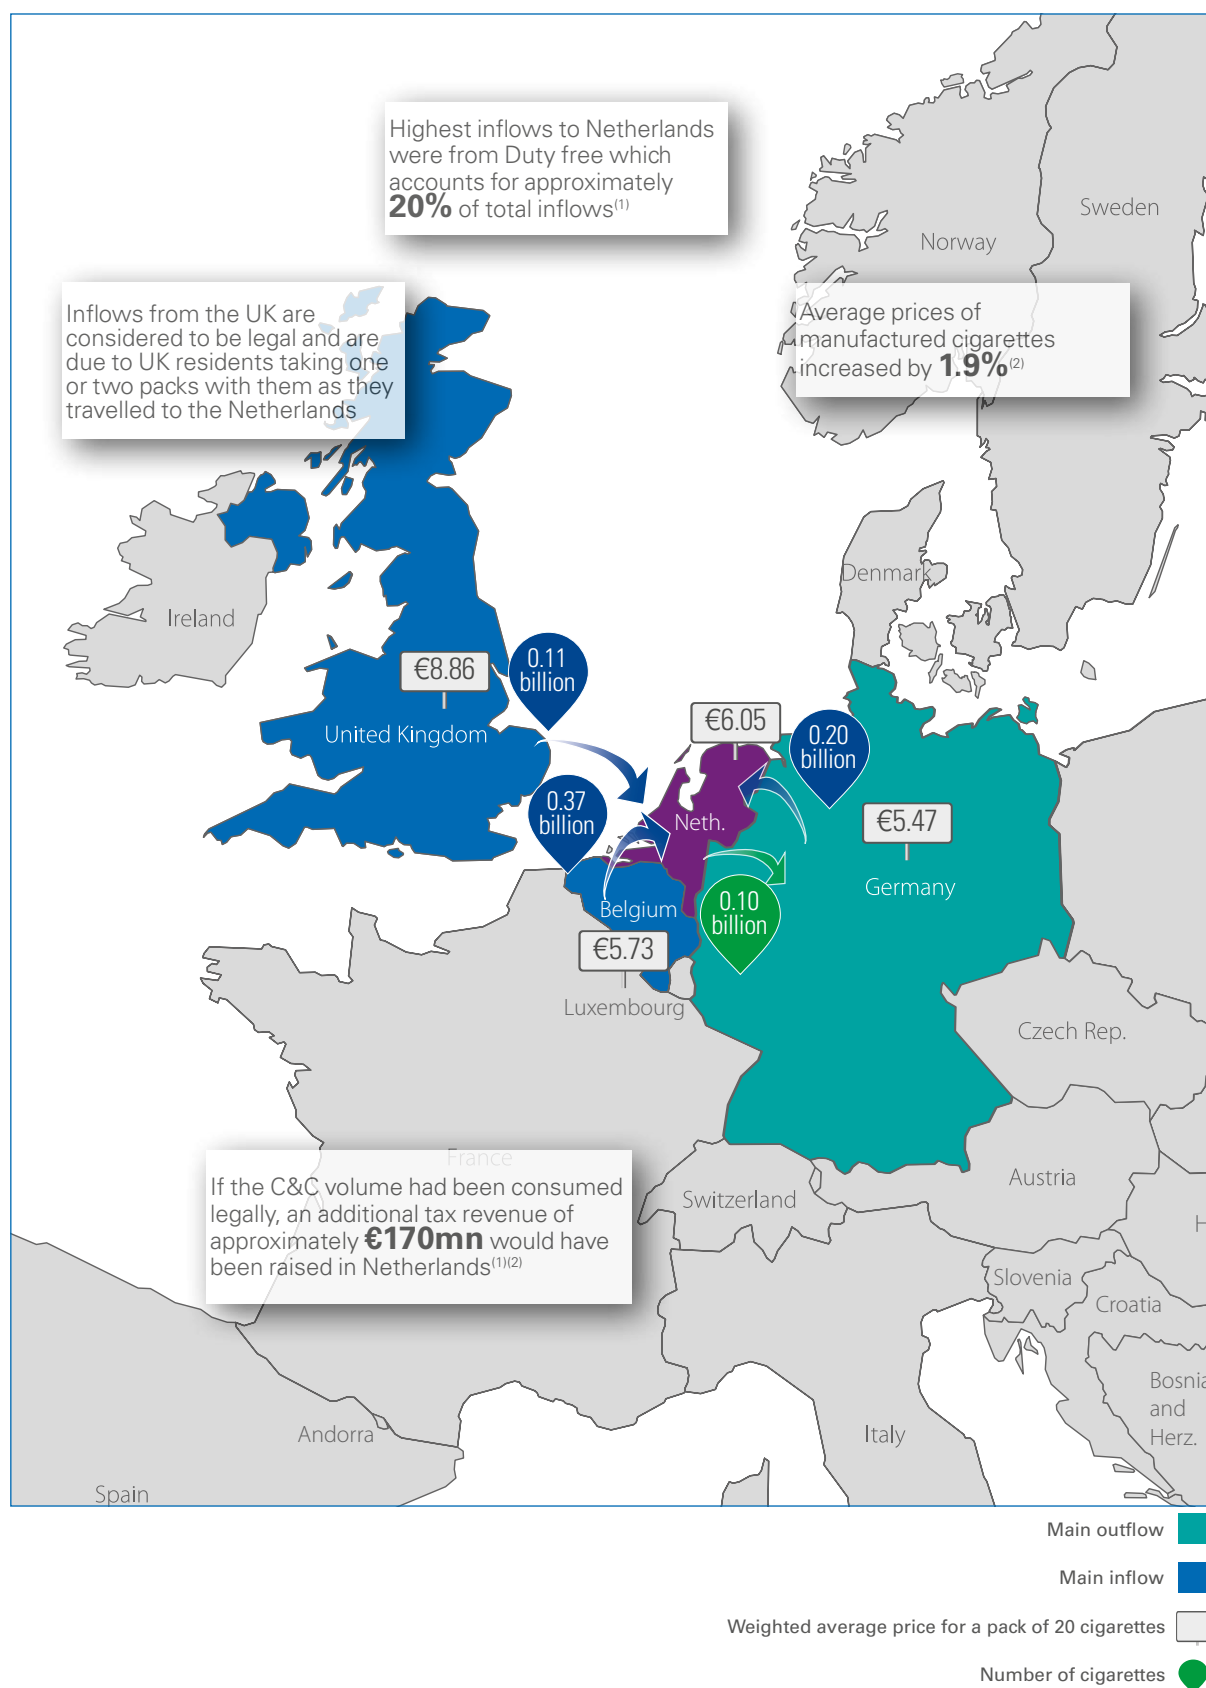 Highest inflows to Netherlands
were from Duty free which
accounts for approximately
20% of total inflows(1)
Sweden
Norway
Inflows from the UK are
considered to be legal and are
due to UK residents taking one
or two packs with them as they
travelled to the Netherlands
Average prices of
manufactured cigarettes
increased by 1.9%(2)
Denmark
Ireland
€8.86
0.11
billion
United Kingdom
€6.05
0.20
billion
0.37
billion
Neth.
€5.47
Germany
0.10
billion
Belgium
€5.73
Luxembourg
Czech Rep.
France
If the C&C volume had been consumed
legally, an additional tax revenue of
approximately €170mn would have
been raised in Netherlands(1)(2)
Switzerland
Austria
H
Slovenia
Croatia
Bosnia
and
Herz.
Andorra
Italy
Spain
Main outflow
Main inflow
Weighted average price for a pack of 20 cigarettes
Number of cigarettes